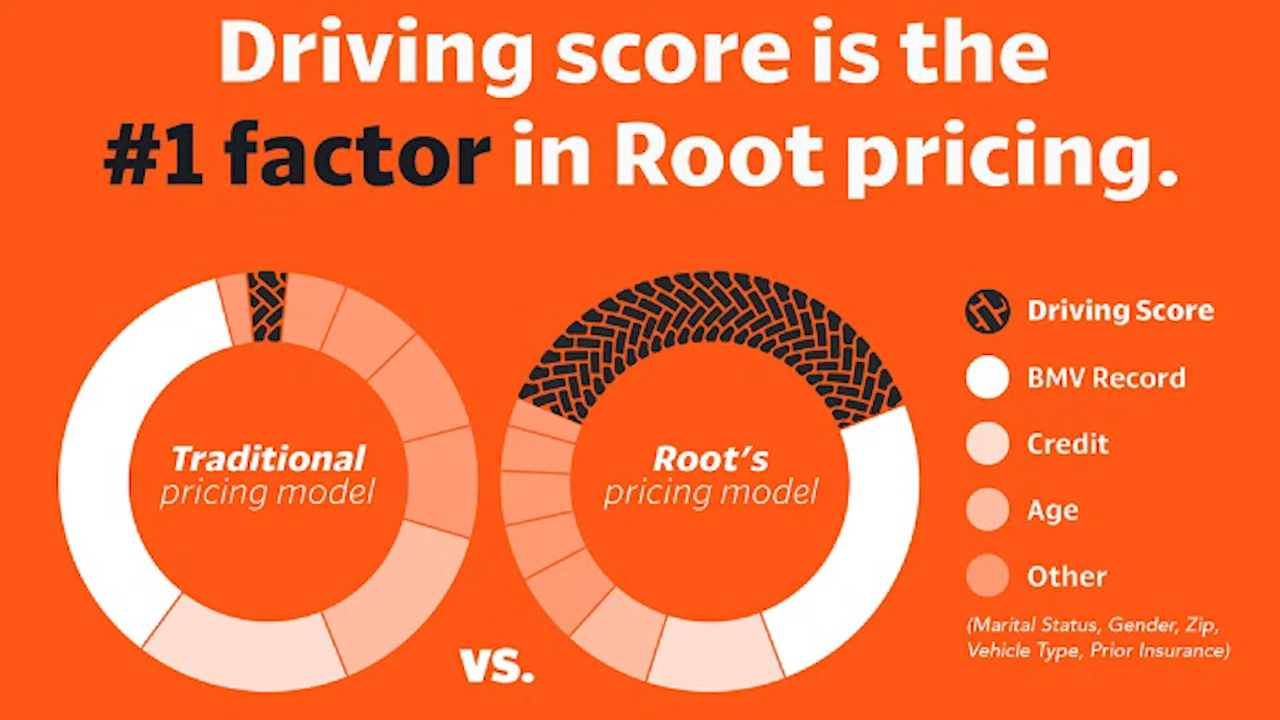 Driving score is the
#1 factor in Root pricing.
Traditional
pricing model
vs.
Root's
pricing model
Driving Score
BMV Record
Credit
Age
Other
(Marital Status, Gender, Zip,
Vehicle Type, Prior Insurance)